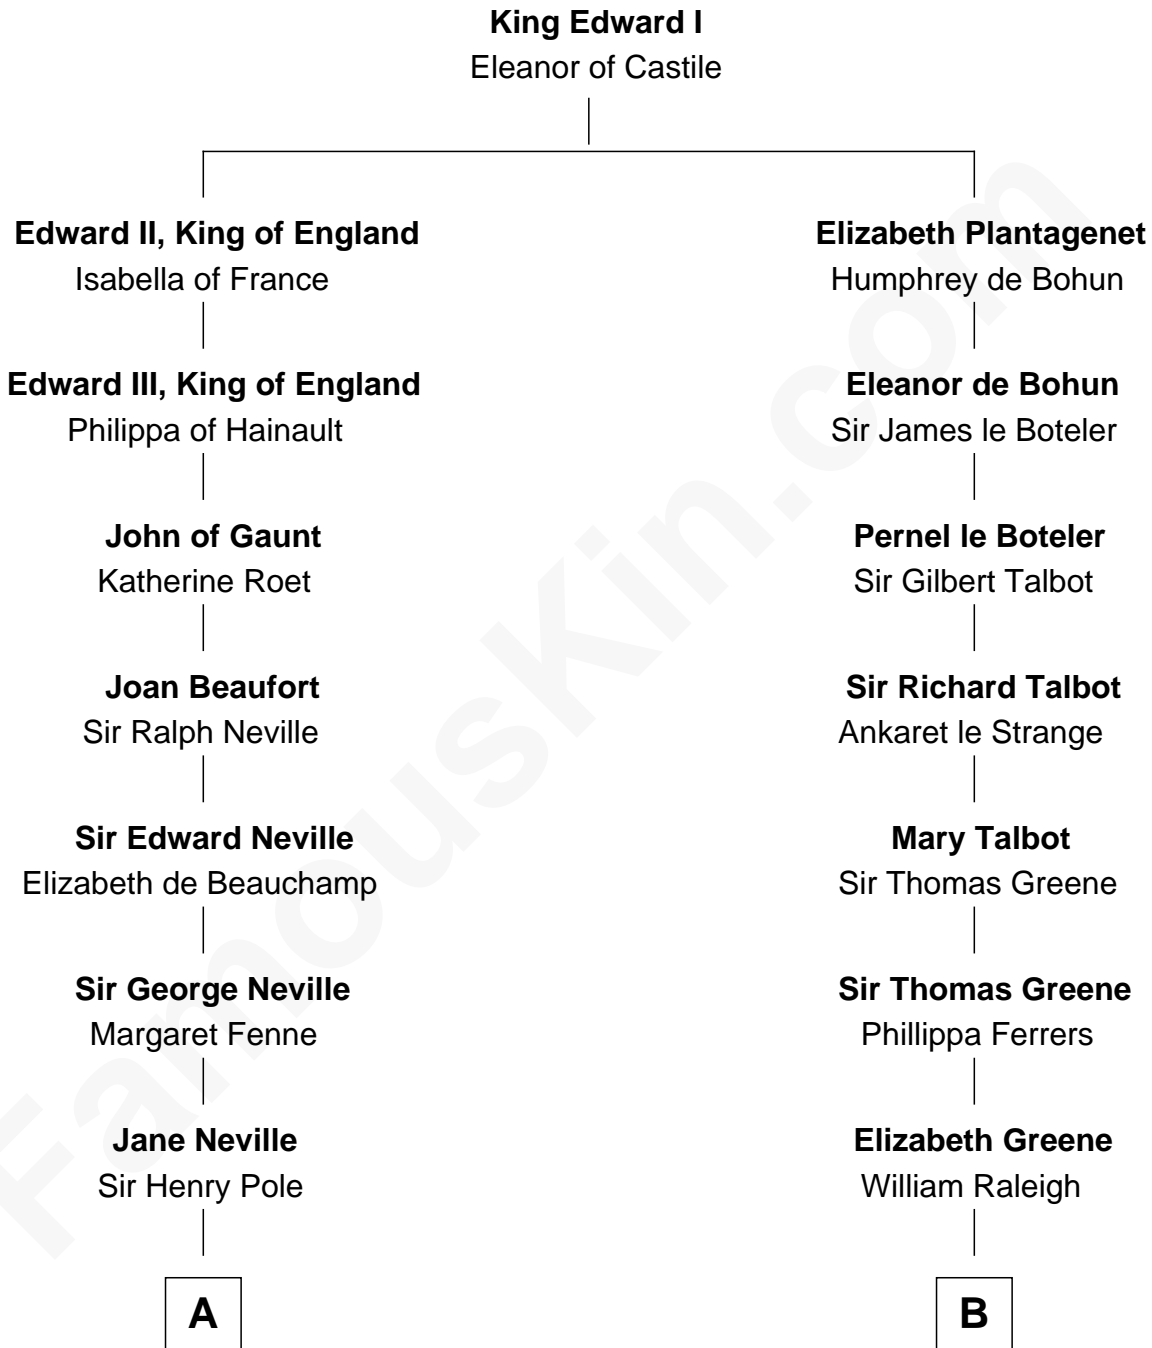 King Edward I
Eleanor of Castile
Edward II, King of England
Isabella of France
Elizabeth Plantagenet
Humphrey de Bohun
Edward III, King of England
Philippa of Hainault
Eleanor de Bohun
Sir James le Boteler
John of Gaunt
Katherine Roet
Pernel le Boteler
Sir Gilbert Talbot
Joan Beaufort
Sir Ralph Neville
Sir Richard Talbot
Ankaret le Strange
Sir Edward Neville
Elizabeth de Beauchamp
Mary Talbot
Sir Thomas Greene
Sir George Neville
Margaret Fenne
Sir Thomas Greene
Phillippa Ferrers
Jane Neville
Sir Henry Pole
Elizabeth Greene
William Raleigh
A
B
FamousKin.com